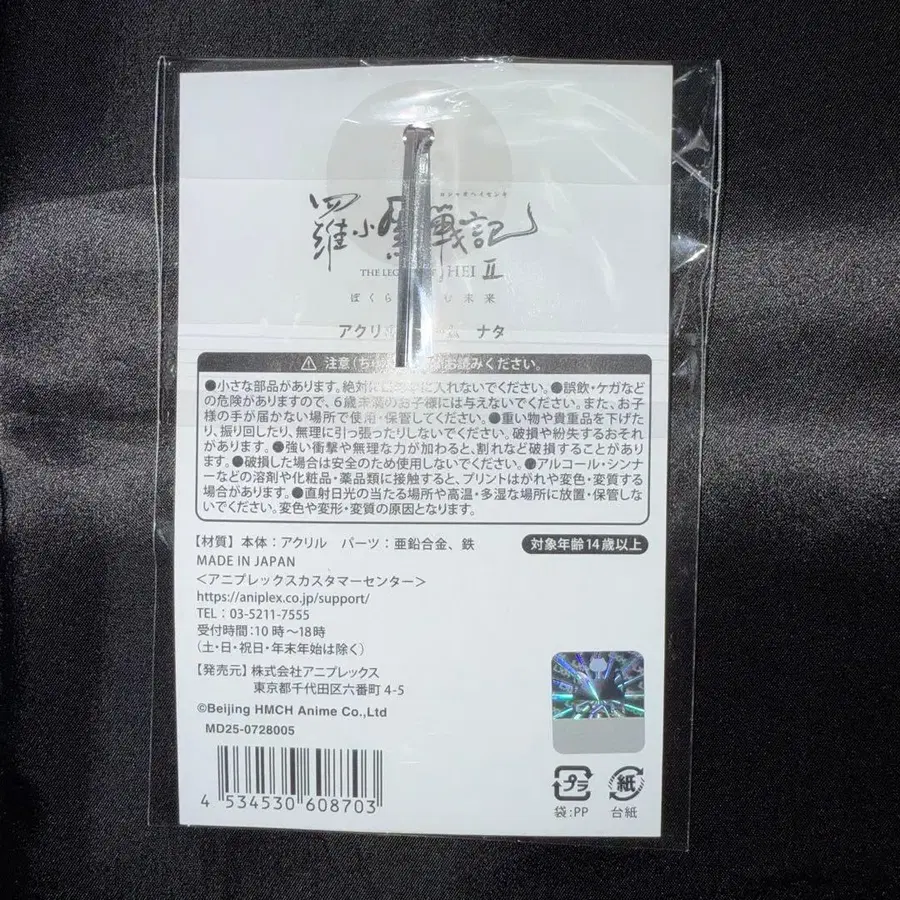 ロシャオヘイセンキ
羅小黒戦記
THE LEG HEI II
ぼくら 未来
アクリ ナタ
注意(ちゅ お読みください。
●小さな部品があります。絶対に に入れないでください。●誤飲・ケガなど
の危険がありますので、6歳未満のお子様には与えないでください。また、お子
様の手が届かない場所で使用・保管してください。●重い物や貴重品を下げた
り、振り回したり、無理に引っ張ったりしないでください。破損や紛失するおそれ
があります。●強い衝撃や無理な力が加わると、割れなど破損することがありま
す。●破損した場合は安全のため使用しないでください。●アルコール・シンナ
ーなどの溶剤や化粧品・薬品類に接触すると、プリントはがれや変色・変質する
場合があります。●直射日光の当たる場所や高温・多湿な場所に放置・保管しな
いでください。変色や変形・変質の原因となります。
【材質】本体:アクリル パーツ:亜鉛合金、鉄
対象年齢14歳以上
MADE IN JAPAN
<アニプレックスカスタマーセンター>
https://aniplex.co.jp/support/
TEL:03-5211-7555
受付時間:10時~18時
(土・日・祝日・年末年始は除く)
【発売元】株式会社アニプレックス
東京都千代田区六番町4-5
©Beijing HMCH Anime Co.,Ltd
MD25-0728005
4 534530 608703
プラ
袋:PP
紙
台紙